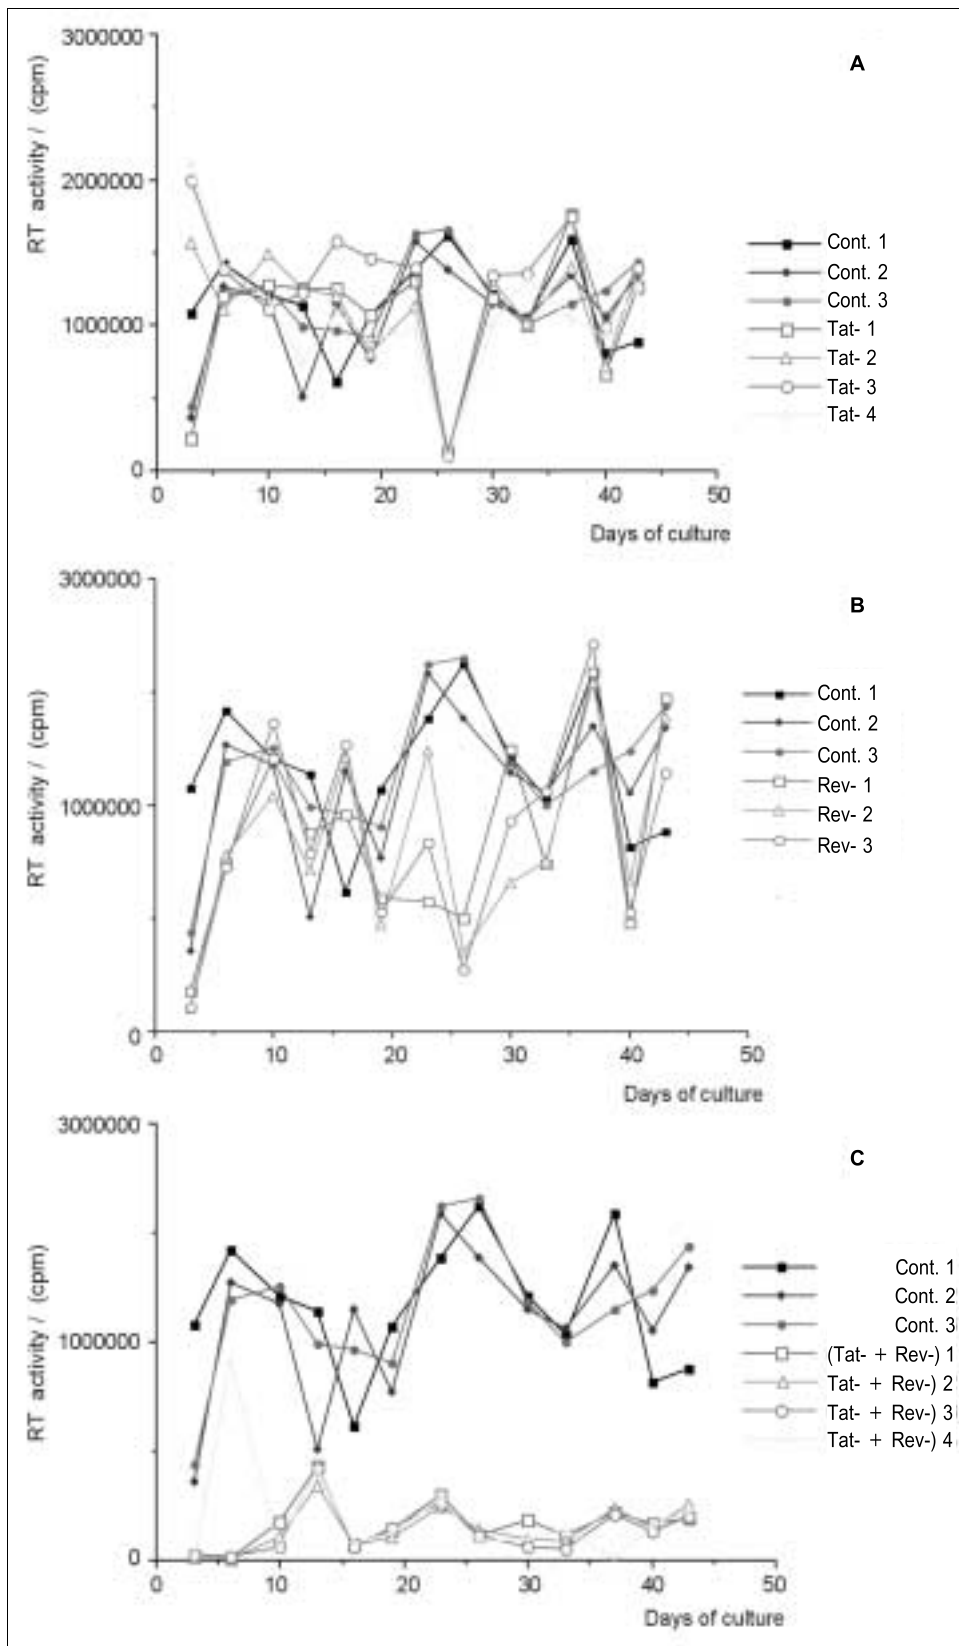 3000000
A
2000000
1000000
0
RT activity / (cpm)
0 10 20 30 40 50
Days of culture
Cont. 1
Cont. 2
Cont. 3
Tat- 1
Tat- 2
Tat- 3
Tat- 4
3000000
B
1000000
0
RT activity / (cpm)
0 10 20 30 40 50
Days of culture
Cont. 1
Cont. 2
Cont. 3
Rev- 1
Rev- 2
Rev- 3
3000000
C
1000000
0
RT activity / (cpm)
0 10 20 30 40 50
Days of culture
Cont. 1
Cont. 2
Cont. 3
(Tat- + Rev-) 1
Tat- + Rev-) 2
Tat- + Rev-) 3
Tat- + Rev-) 4